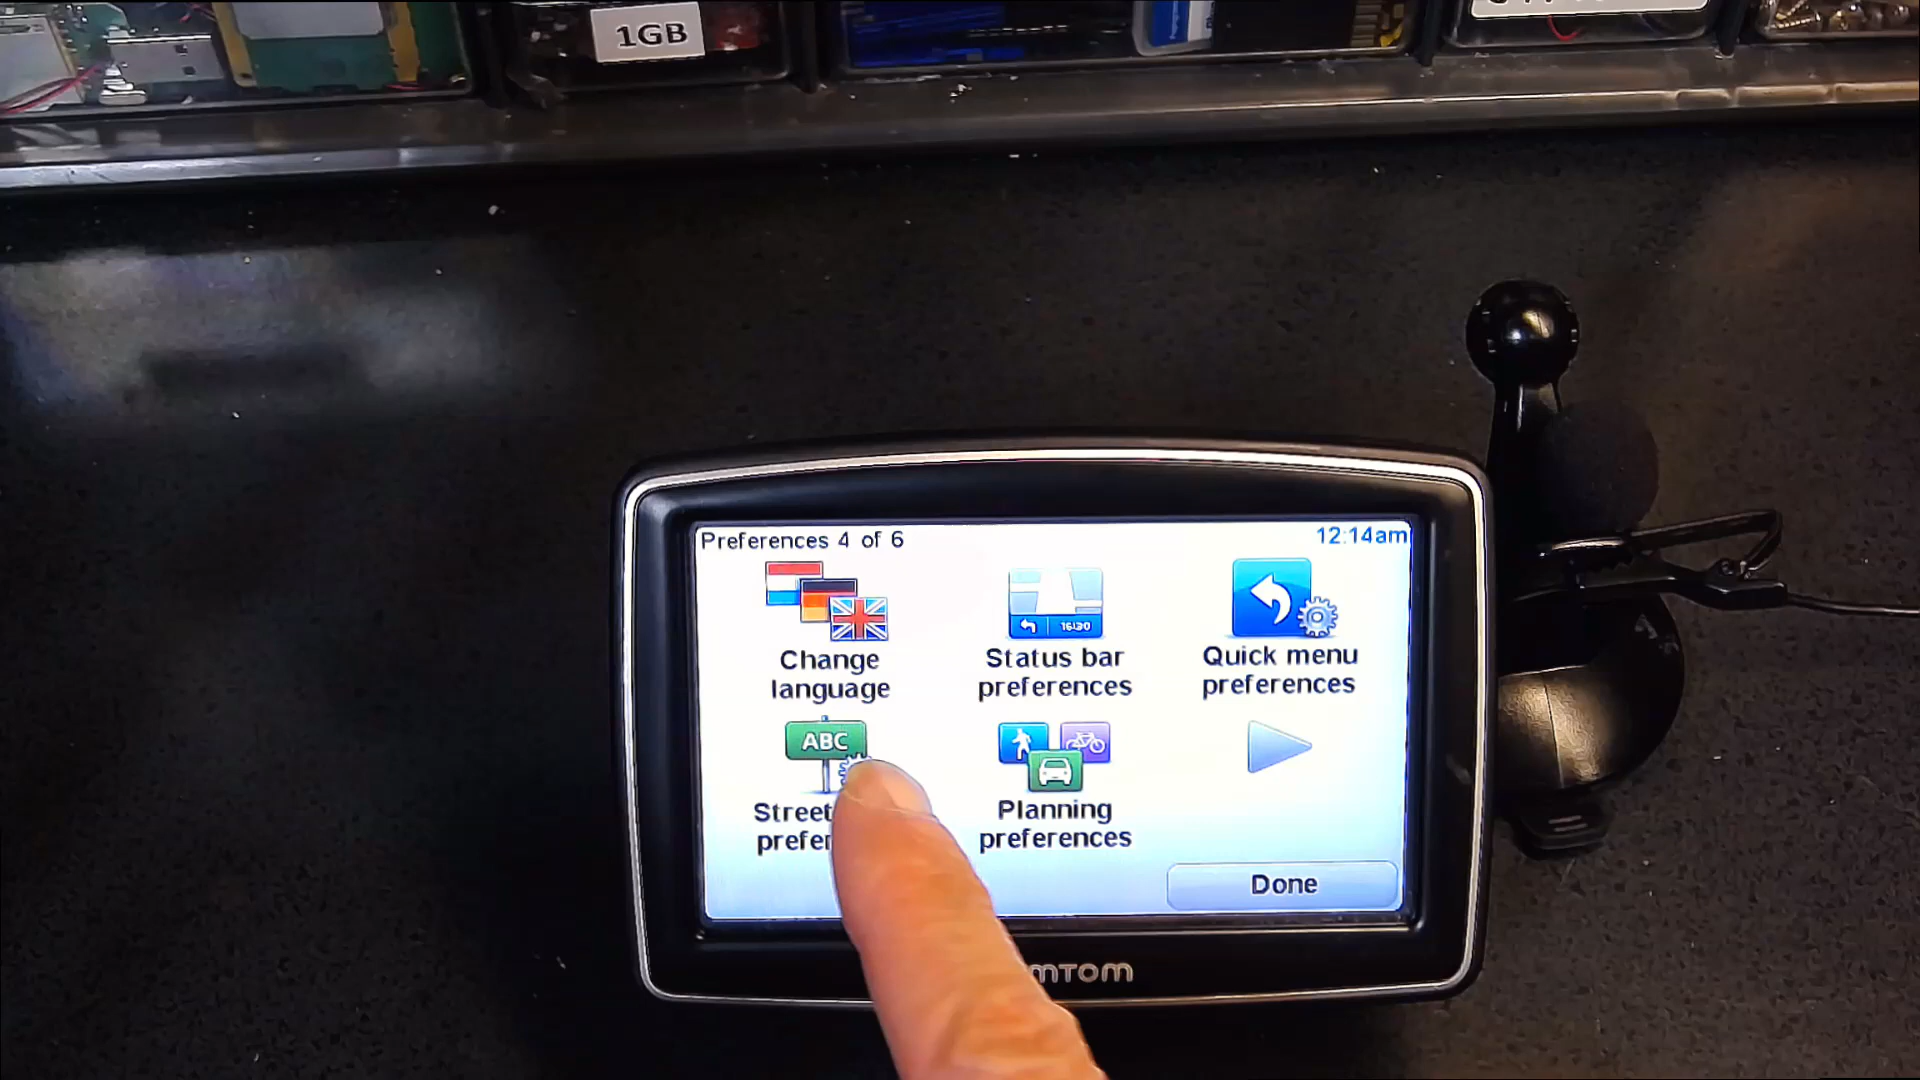 1GB
Preferences 4 of 6
12:14am
16:30
Change
language
Status bar
preferences
Quick menu
preferences
ABC
Street
prefer
Planning
preferences
Done
mTOM